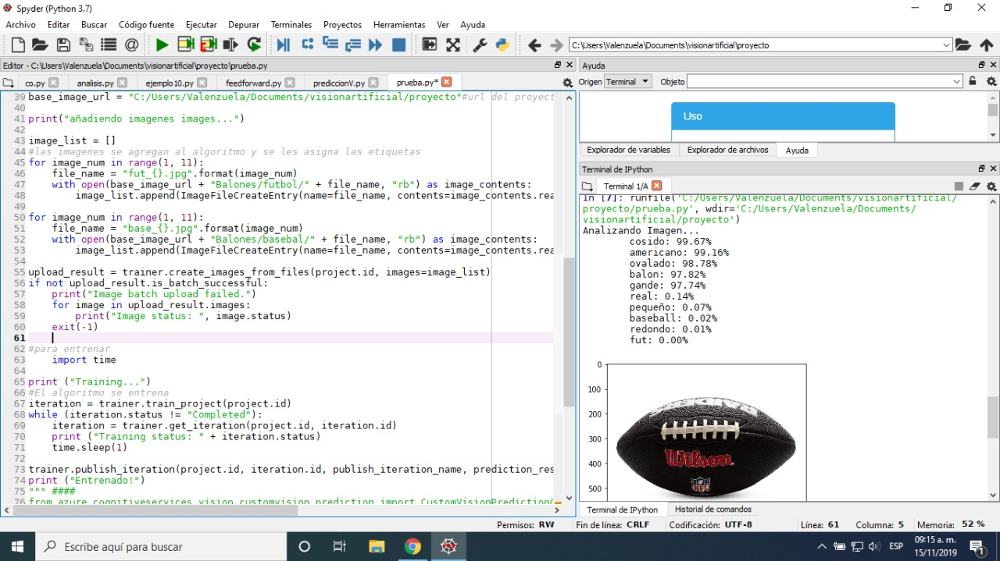 Spyder (Python 3.7)
Archivo Editar Buscar Código fuente Ejecutar Depurar Terminales Proyectos Herramientas Ver Ayuda
C:\Users\Valenzuela\Documents\visionartificial\proyecto
Editor - C:\Users\Valenzuela\Documents\visionartificial\proyecto\prueba.py
co.py analisis.py ejemplo10.py feedforward.py prediccionV.py prueba.py*
39 base_image_url = "C:/Users/Valenzuela/Documents/visionartificial/proyecto"#url del proyect
40
41 print("añadiendo imagenes images...")
42
43 image_list = []
44 #las imagenes se agregan al algoritmo y se les asigna las etiquetas
45 for image_num in range(1, 11):
46     file_name = "fut_{}.jpg".format(image_num)
47     with open(base_image_url + "Balones/futbol/" + file_name, "rb") as image_contents:
48         image_list.append(ImageFileCreateEntry(name=file_name, contents=image_contents.rea
49
50 for image_num in range(1, 11):
51     file_name = "base_{}.jpg".format(image_num)
52     with open(base_image_url + "Balones/basebal/" + file_name, "rb") as image_contents:
53         image_list.append(ImageFileCreateEntry(name=file_name, contents=image_contents.rea
54
55 upload_result = trainer.create_images_from_files(project.id, images=image_list)
56 if not upload_result.is_batch_successful:
57     print("Image batch upload failed.")
58     for image in upload_result.images:
59         print("Image status: ", image.status)
60     exit(-1)
61
62 #para entrenar
63     import time
64
65 print ("Training...")
66 #El algoritmo se entrena
67 iteration = trainer.train_project(project.id)
68 while (iteration.status != "Completed"):
69     iteration = trainer.get_iteration(project.id, iteration.id)
70     print ("Training status: " + iteration.status)
71     time.sleep(1)
72
73 trainer.publish_iteration(project.id, iteration.id, publish_iteration_name, prediction_res
74 print ("Entrenado!")
75 """ ####
from azure.cognitiveservices.vision.customvision.prediction import CustomVisionPredictionC
Ayuda
Origen Terminal Objeto
Uso
Explorador de variables Explorador de archivos Ayuda
Terminal de IPython
Terminal 1/A
In [7]: runfile('C:/Users/Valenzuela/Documents/visionartificial/
proyecto/prueba.py', wdir='C:/Users/Valenzuela/Documents/
visionartificial/proyecto')
Analizando Imagen...
cosido: 99.67%
americano: 99.16%
ovalado: 98.78%
balon: 97.82%
gande: 97.74%
real: 0.14%
pequeño: 0.07%
baseball: 0.02%
redondo: 0.01%
fut: 0.00%
0
100
200
300
400
500
Wilson
NFL
Terminal de IPython Historial de comandos
Permisos: RW Fin de línea: CRLF Codificación: UTF-8 Línea: 61 Columna: 5 Memoria: 52 %
Escribe aquí para buscar
ESP
09:15 a. m.
15/11/2019
1